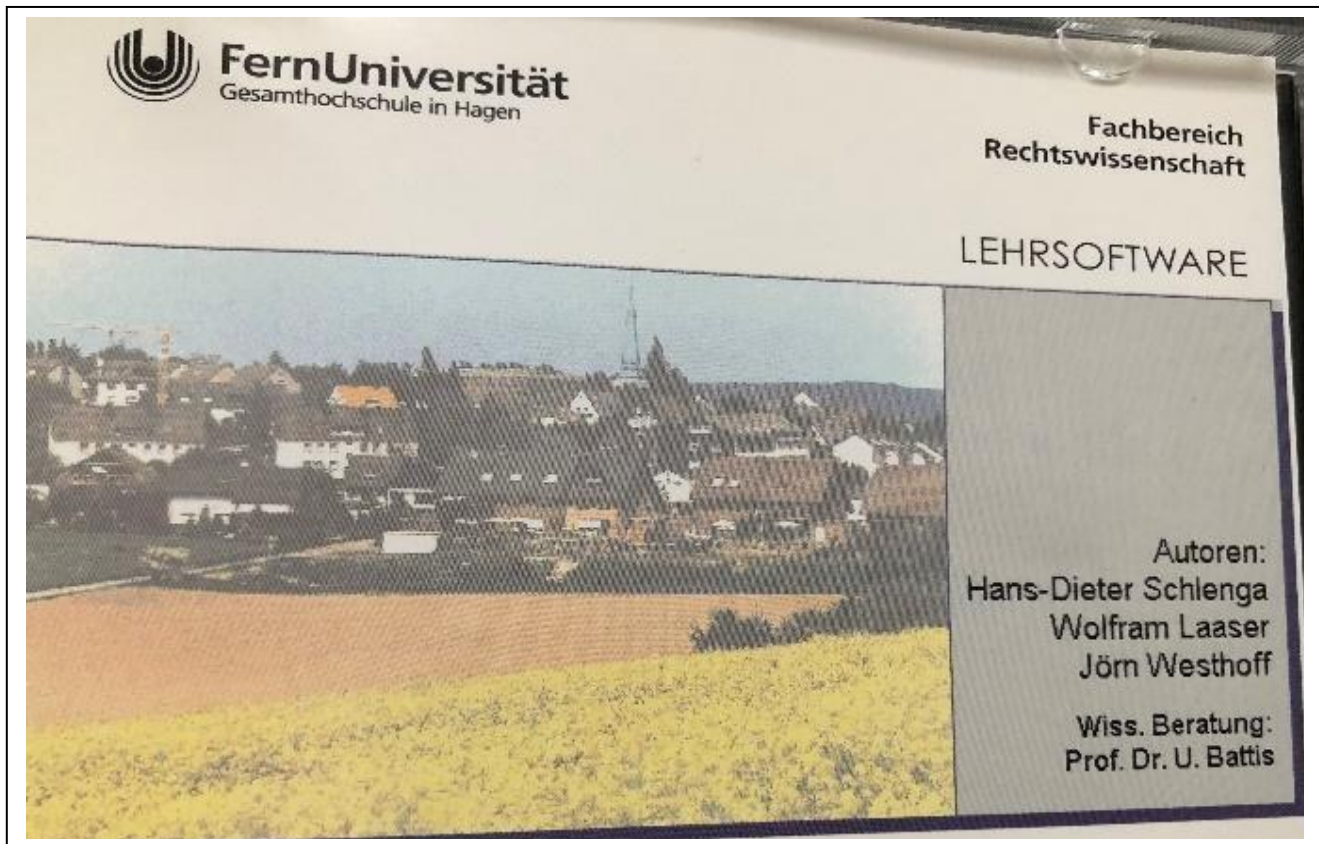 FernUniversität
Gesamthochschule in Hagen
Fachbereich
Rechtswissenschaft
LEHRSOFTWARE
Autoren:
Hans-Dieter Schlenga
Wolfram Laaser
Jörn Westhoff
Wiss. Beratung:
Prof. Dr. U. Battis